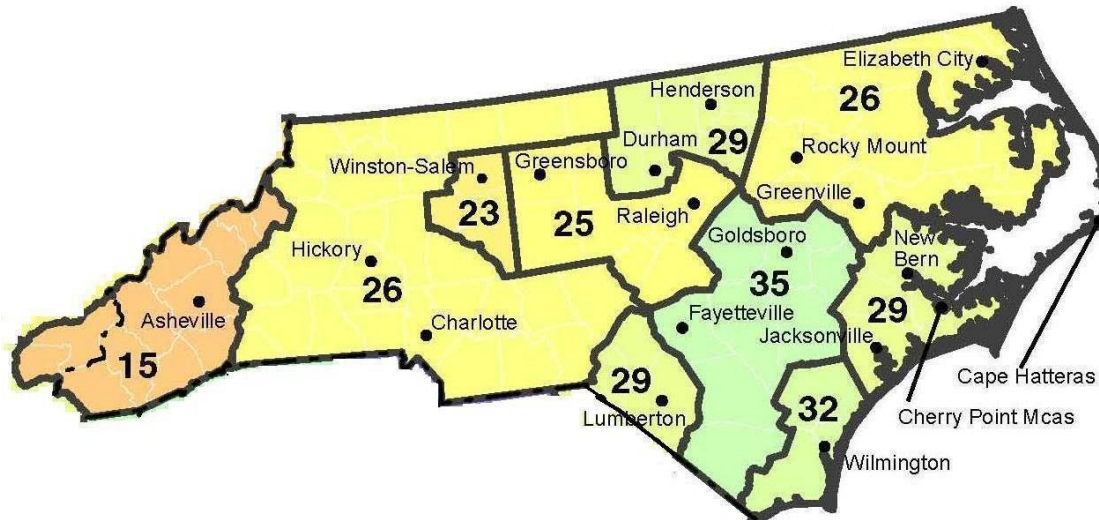 Elizabeth City
26
Henderson
Durham
29
Rocky Mount
Winston-Salem
Greensboro
Greenville
23
25
Raleigh
Hickory
26
Goldsboro
35
New
Bern
29
Asheville
15
Charlotte
Fayetteville
Jacksonville
29
Lumberton
32
Cape Hatteras
Cherry Point Mcas
Wilmington